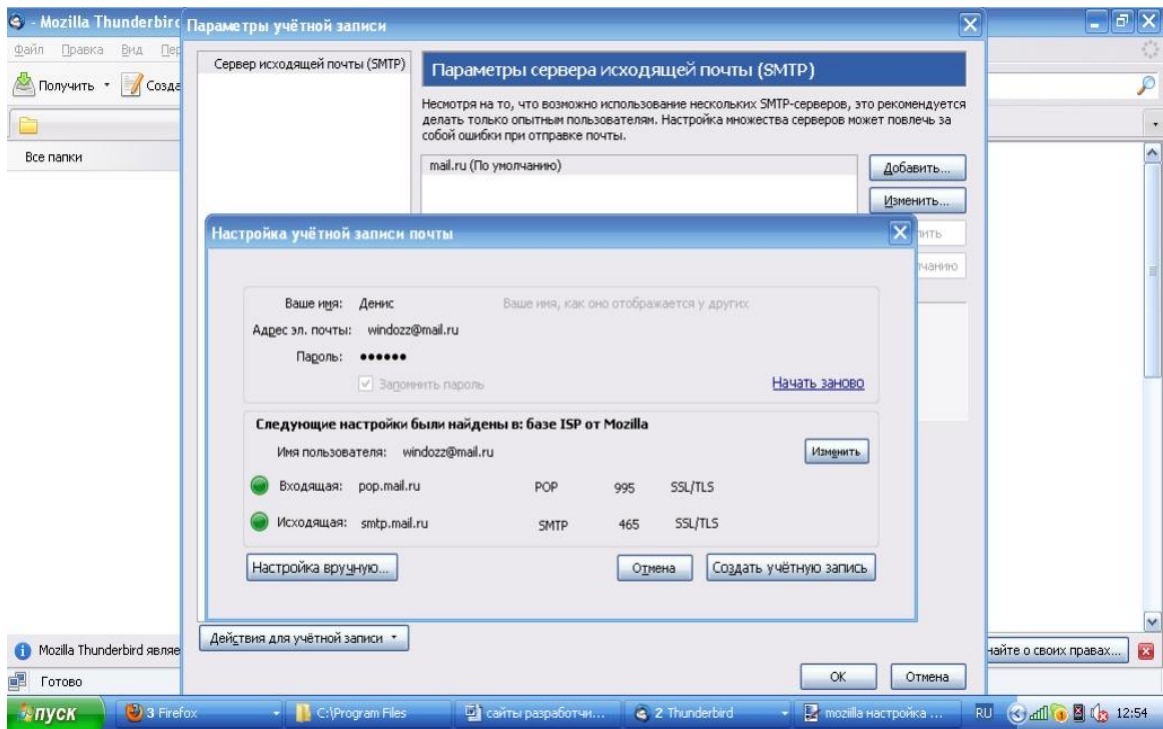 - Mozilla Thunderbird
Параметры учётной записи
Файл Правка Вид Пер
Получить Созда
Сервер исходящей почты (SMTP)
Параметры сервера исходящей почты (SMTP)
Несмотря на то, что возможно использование нескольких SMTP-серверов, это рекомендуется
делать только опытным пользователям. Настройка множества серверов может повлечь за
собой ошибки при отправке почты.
Все папки
mail.ru (По умолчанию)
Добавить...
Изменить...
ить
лчанию
Настройка учётной записи почты
Ваше имя: Денис Ваше имя, как оно отображается у других
Адрес эл. почты: windozz@mail.ru
Пароль: ●●●●●●
Запомнить пароль
Начать заново
Следующие настройки были найдены в: базе ISP от Mozilla
Имя пользователя: windozz@mail.ru
Изменить
Входящая: pop.mail.ru POP 995 SSL/TLS
Исходящая: smtp.mail.ru SMTP 465 SSL/TLS
Настройка вручную... Отмена Создать учётную запись
Действия для учётной записи
Mozilla Thunderbird являе
найте о своих правах...
Готово
OK Отмена
пуск 3 Firefox C:\Program Files сайты разработчи... 2 Thunderbird mozilla настройка ... RU 12:54